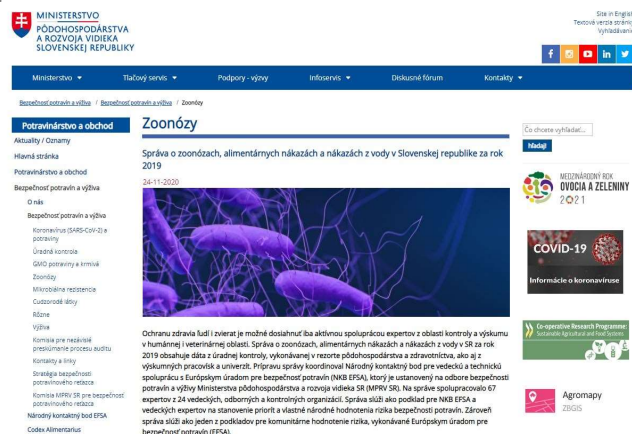 MINISTERSTVO
PÔDOHOSPODÁRSTVA
A ROZVOJA VIDIEKA
SLOVENSKEJ REPUBLIKY
Site in English
Textová verzia stránky
Vyhľadávanie
Ministerstvo
Tlačový servis
Podpory - výzvy
Infoservis
Diskusné fórum
Kontakty
Bezpečnosť potravín a výživa / Bezpečnosť potravín a výživa / Zoonózy
Potravinárstvo a obchod
Aktuality / Oznamy
Hlavná stránka
Potravinárstvo a obchod
Bezpečnosť potravín a výživa
O nás
Bezpečnosť potravín a výživa
Koronavírus (SARS-CoV-2) a
potraviny
Úradná kontrola
GMO potraviny a krmivá
Zoonózy
Mikrobiálna rezistencia
Cudzorodé látky
Rôzne
Výživa
Komisia pre nezávislé
preskúmanie procesu auditu
Kontakty a linky
Stratégia bezpečnosti
potravinového reťazca
Komisia MPRV SR pre bezpečnosť
potravinového reťazca
Národný kontaktný bod EFSA
Codex Alimentarius
Zoonózy
Správa o zoonózach, alimentárnych nákazách a nákazách z vody v Slovenskej republike za rok
2019
24-11-2020
Ochranu zdravia ľudí i zvierat je možné dosiahnuť iba aktívnou spoluprácou expertov z oblasti kontroly a výskumu
v humánnej i veterinárnej oblasti. Správa o zoonózach, alimentárnych nákazách a nákazách z vody v SR za rok
2019 obsahuje dáta z úradnej kontroly, vykonávanej v rezorte pôdohospodárstva a zdravotníctva, ako aj z
výskumných pracovísk a univerzít. Prípravu správy koordinoval Národný kontaktný bod pre vedeckú a technickú
spoluprácu s Európskym úradom pre bezpečnosť potravín (NKB EFSA), ktorý je ustanovený na odbore bezpečnosti
potravín a výživy Ministerstva pôdohospodárstva a rozvoja vidieka SR (MPRV SR). Na správe spolupracovalo 67
expertov z 24 vedeckých, odborných a kontrolných organizácií. Správa slúži ako podklad pre NKB EFSA a
vedeckých expertov na stanovenie priorít a vlastné národné hodnotenia rizika bezpečnosti potravín. Zároveň
správa slúži ako jeden z podkladov pre komunitárne hodnotenie rizika, vykonávané Európskym úradom pre
bezpečnosť potravín (EFSA).
Čo chcete vyhľadať...
hľadaj!
MEDZINÁRODNÝ ROK
OVOCIA A ZELENINY
2021
COVID-19
Informácie o koronavíruse
Co-operative Research Programme:
Sustainable Agricultural and Food Systems
Agromapy
ZBGIS